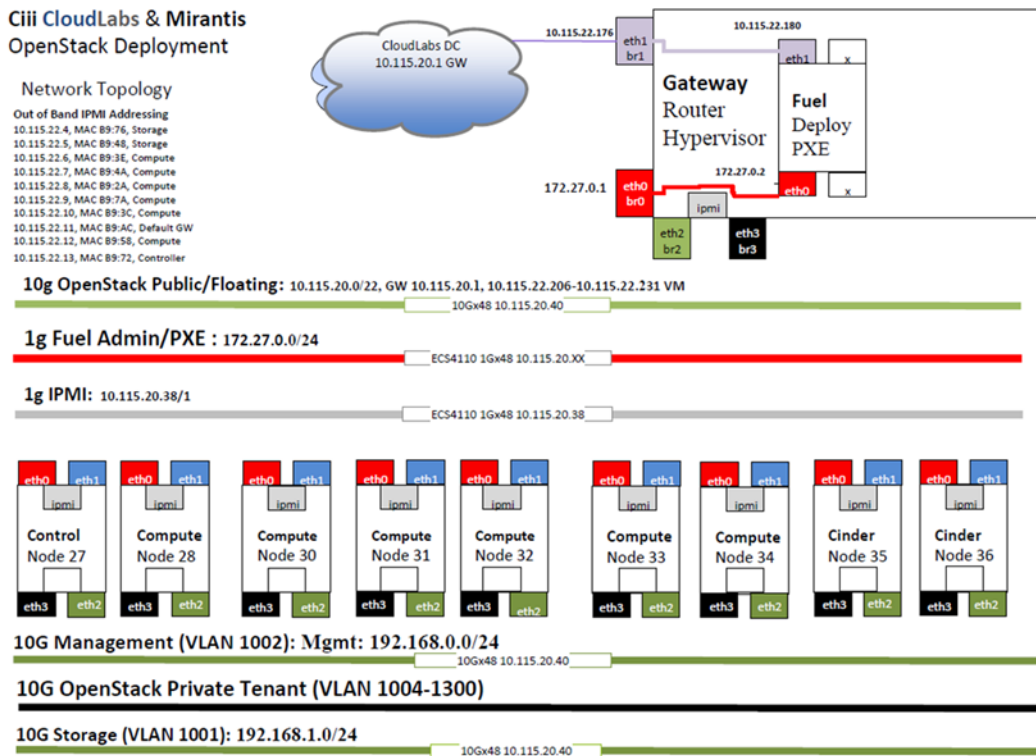 Ciii CloudLabs & Mirantis
OpenStack Deployment
Network Topology
Out of Band IPMI Addressing
10.115.22.4, MAC B9:76, Storage
10.115.22.5, MAC B9:48, Storage
10.115.22.6, MAC B9:3E, Compute
10.115.22.7, MAC B9:4A, Compute
10.115.22.8, MAC B9:2A, Compute
10.115.22.9, MAC B9:7A, Compute
10.115.22.10, MAC B9:3C, Compute
10.115.22.11, MAC B9:AC, Default GW
10.115.22.12, MAC B9:58, Compute
10.115.22.13, MAC B9:72, Controller
CloudLabs DC
10.115.20.1 GW
10.115.22.176
10.115.22.180
eth1
br1
eth1
x
Gateway
Router
Hypervisor
Fuel
Deploy
PXE
172.27.0.1
172.27.0.2
eth0
br0
eth0
x
ipmi
eth2
br2
eth3
br3
10g OpenStack Public/Floating: 10.115.20.0/22, GW 10.115.20.1, 10.115.22.206-10.115.22.231 VM
10Gx48 10.115.20.40
1g Fuel Admin/PXE : 172.27.0.0/24
ECS4110 1Gx48 10.115.20.XX
1g IPMI: 10.115.20.38/1
ECS4110 1Gx48 10.115.20.38
eth0 eth1 eth0 eth1 eth0 eth1 eth0 eth1 eth0 eth1 eth0 eth1 eth0 eth1 eth0 eth1 eth0 eth1
ipmi ipmi ipmi ipmi ipmi ipmi ipmi ipmi ipmi
Control Compute Compute Compute Compute Compute Compute Cinder Cinder
Node 27 Node 28 Node 30 Node 31 Node 32 Node 33 Node 34 Node 35 Node 36
eth3 eth2 eth3 eth2 eth3 eth2 eth3 eth2 eth3 eth2 eth3 eth2 eth3 eth2 eth3 eth2 eth3 eth2
10G Management (VLAN 1002): Mgmt: 192.168.0.0/24
10Gx48 10.115.20.40
10G OpenStack Private Tenant (VLAN 1004-1300)
10G Storage (VLAN 1001): 192.168.1.0/24
10Gx48 10.115.20.40